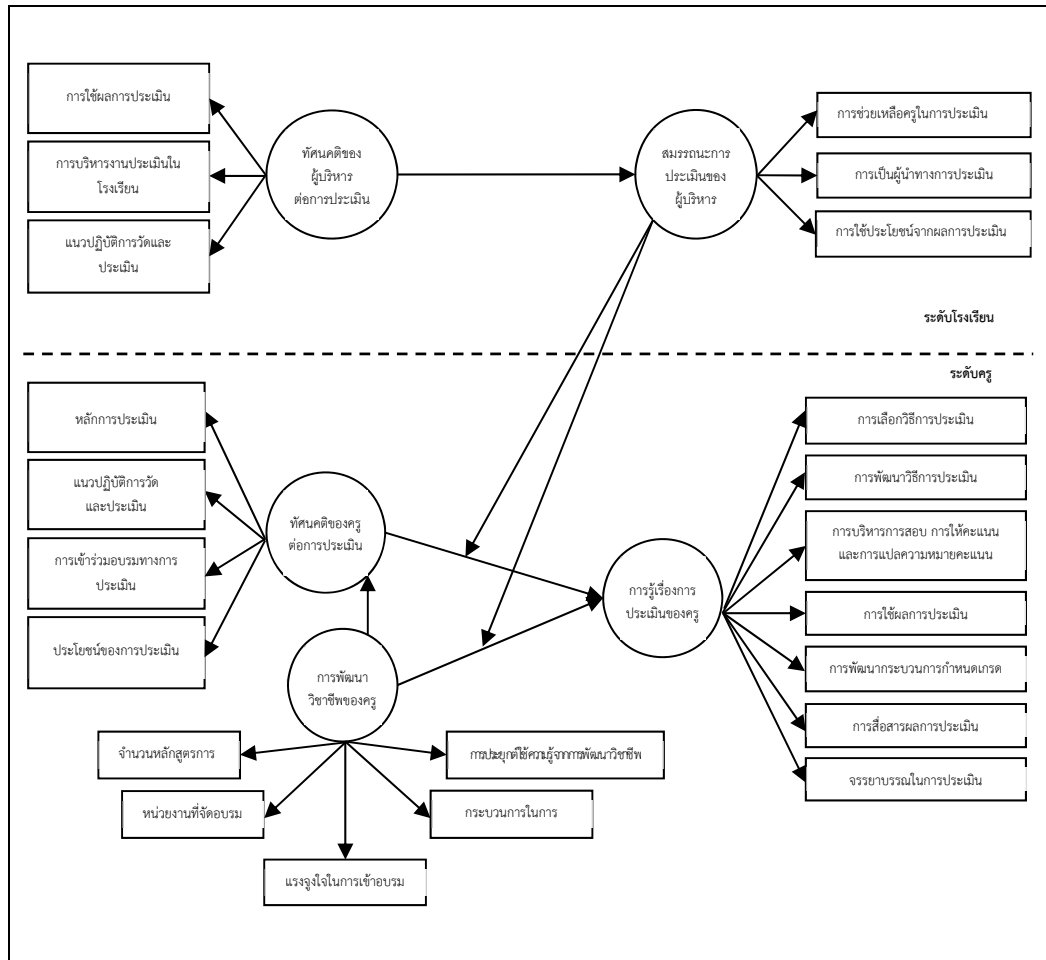 การใช้ผลการประเมิน
การบริหารงานประเมินใน
โรงเรียน
แนวปฏิบัติการวัดและ
ประเมิน
ทัศนคติของ
ผู้บริหาร
ต่อการประเมิน
สมรรถนะการ
ประเมินของ
ผู้บริหาร
การช่วยเหลือครูในการประเมิน
การเป็นผู้นำทางการประเมิน
การใช้ประโยชน์จากผลการประเมิน
ระดับโรงเรียน
ระดับครู
หลักการประเมิน
แนวปฏิบัติการวัด
และประเมิน
การเข้าร่วมอบรมทางการ
ประเมิน
ประโยชน์ของการประเมิน
ทัศนคติของครู
ต่อการประเมิน
การพัฒนา
วิชาชีพของครู
การรู้เรื่องการ
ประเมินของครู
การเลือกวิธีการประเมิน
การพัฒนาวิธีการประเมิน
การบริหารการสอบ การให้คะแนน
และการแปลความหมายคะแนน
การใช้ผลการประเมิน
การพัฒนากระบวนการกำหนดเกรด
การสื่อสารผลการประเมิน
จรรยาบรรณในการประเมิน
จำนวนหลักสูตรการ
หน่วยงานที่จัดอบรม
แรงจูงใจในการเข้าอบรม
กระบวนการในการ
การประยุกต์ใช้ความรู้จากการพัฒนาวิชาชีพ